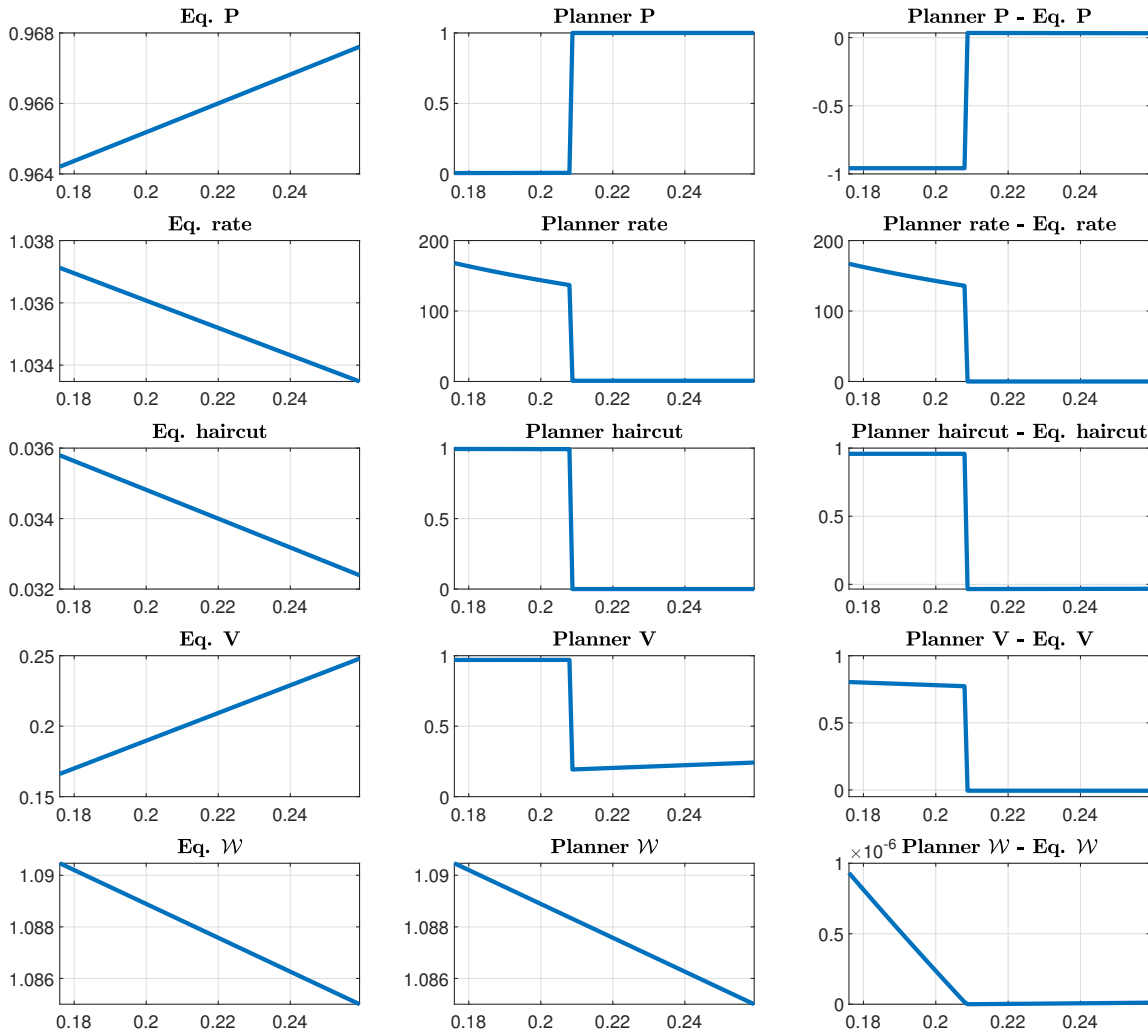 Eq. P
0.968
0.966
0.964
0.18 0.2 0.22 0.24
Planner P
1
0.5
0
0.18 0.2 0.22 0.24
Planner P - Eq. P
0
-0.5
-1
0.18 0.2 0.22 0.24
Eq. rate
1.038
1.036
1.034
0.18 0.2 0.22 0.24
Planner rate
200
100
0
0.18 0.2 0.22 0.24
Planner rate - Eq. rate
200
100
0
0.18 0.2 0.22 0.24
Eq. haircut
0.036
0.034
0.032
0.18 0.2 0.22 0.24
Planner haircut
1
0.5
0
0.18 0.2 0.22 0.24
Planner haircut - Eq. haircut
1
0.5
0
0.18 0.2 0.22 0.24
Eq. V
0.25
0.2
0.15
0.18 0.2 0.22 0.24
Planner V
1
0.5
0
0.18 0.2 0.22 0.24
Planner V - Eq. V
1
0.5
0
0.18 0.2 0.22 0.24
Eq. 𝒲
1.09
1.088
1.086
0.18 0.2 0.22 0.24
Planner 𝒲
1.09
1.088
1.086
0.18 0.2 0.22 0.24
×10⁻⁶ Planner 𝒲 - Eq. 𝒲
1
0.5
0
0.18 0.2 0.22 0.24